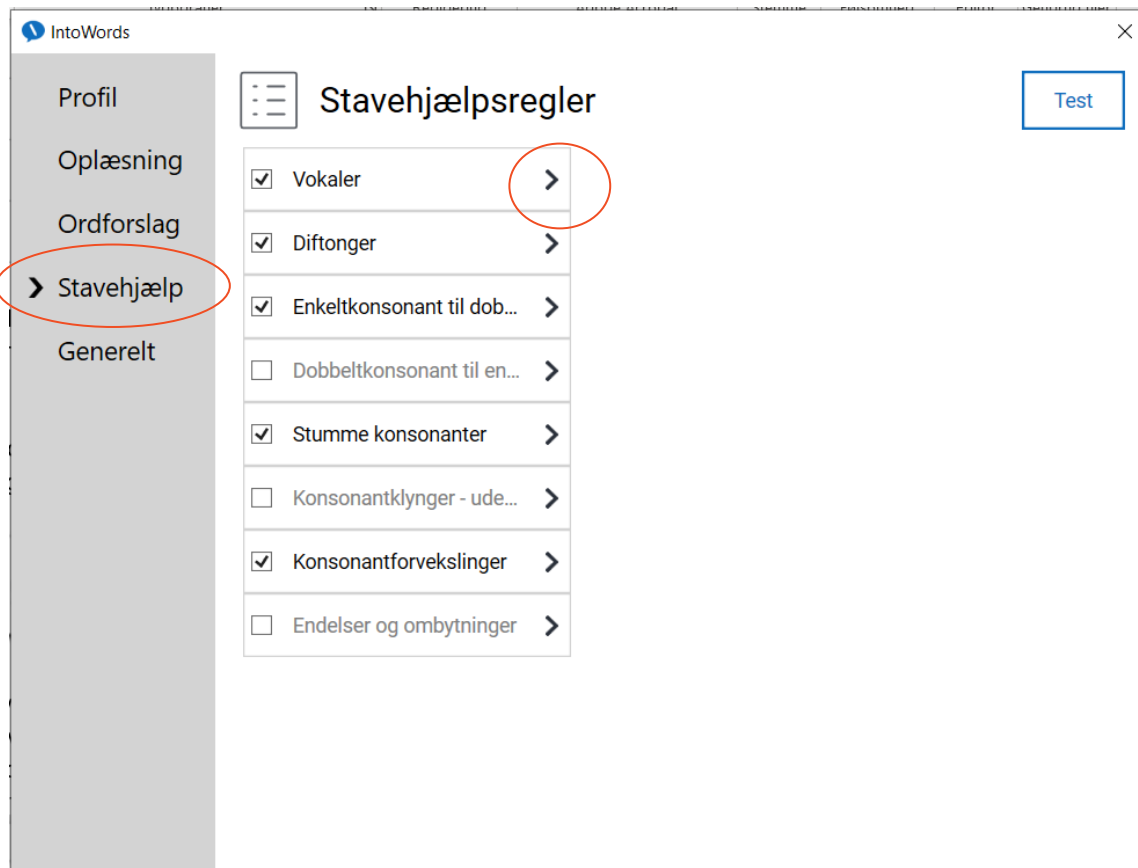 IntoWords
Profil
Oplæsning
Ordforslag
Stavehjælp
Generelt
Stavehjælpsregler
Test
Vokaler
Diftonger
Enkeltkonsonant til dob...
Dobbeltkonsonant til en...
Stumme konsonanter
Konsonantklynger - ude...
Konsonantforvekslinger
Endelser og ombytninger